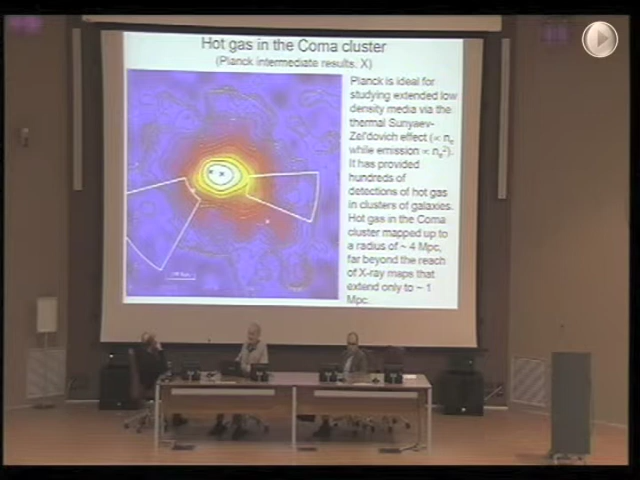 Hot gas in the Coma cluster
(Planck intermediate results. X)
Planck is ideal for
studying extended low
density media via the
thermal Sunyaev-
Zel'dovich effect (∝ nₑ
while emission ∝ nₑ²).
It has provided
hundreds of
detections of hot gas
in clusters of galaxies.
Hot gas in the Coma
cluster mapped up to
a radius of ~ 4 Mpc,
far beyond the reach
of X-ray maps that
extend only to ~ 1
Mpc.